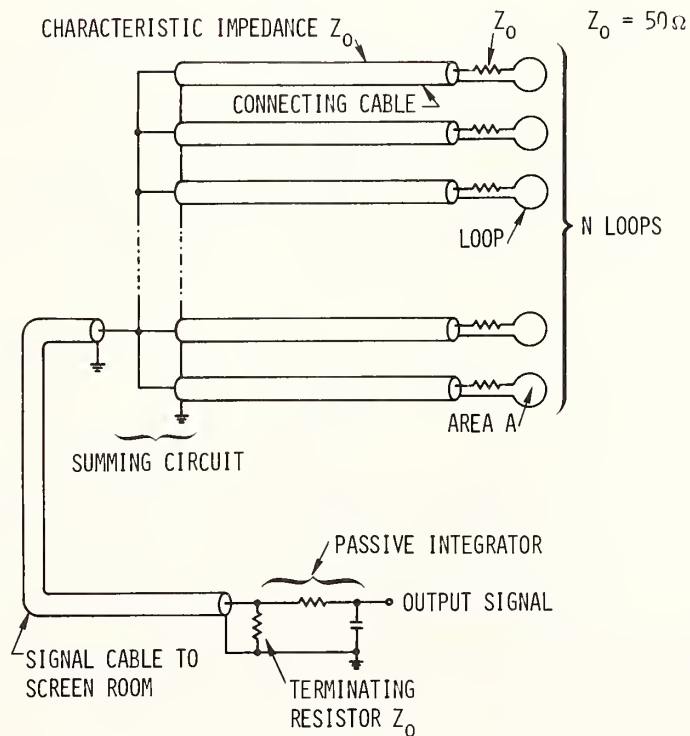 CHARACTERISTIC IMPEDANCE Z₀
Z₀
Z₀ = 50Ω
CONNECTING CABLE
LOOP
N LOOPS
AREA A
SUMMING CIRCUIT
PASSIVE INTEGRATOR
OUTPUT SIGNAL
SIGNAL CABLE TO
SCREEN ROOM
TERMINATING
RESISTOR Z₀